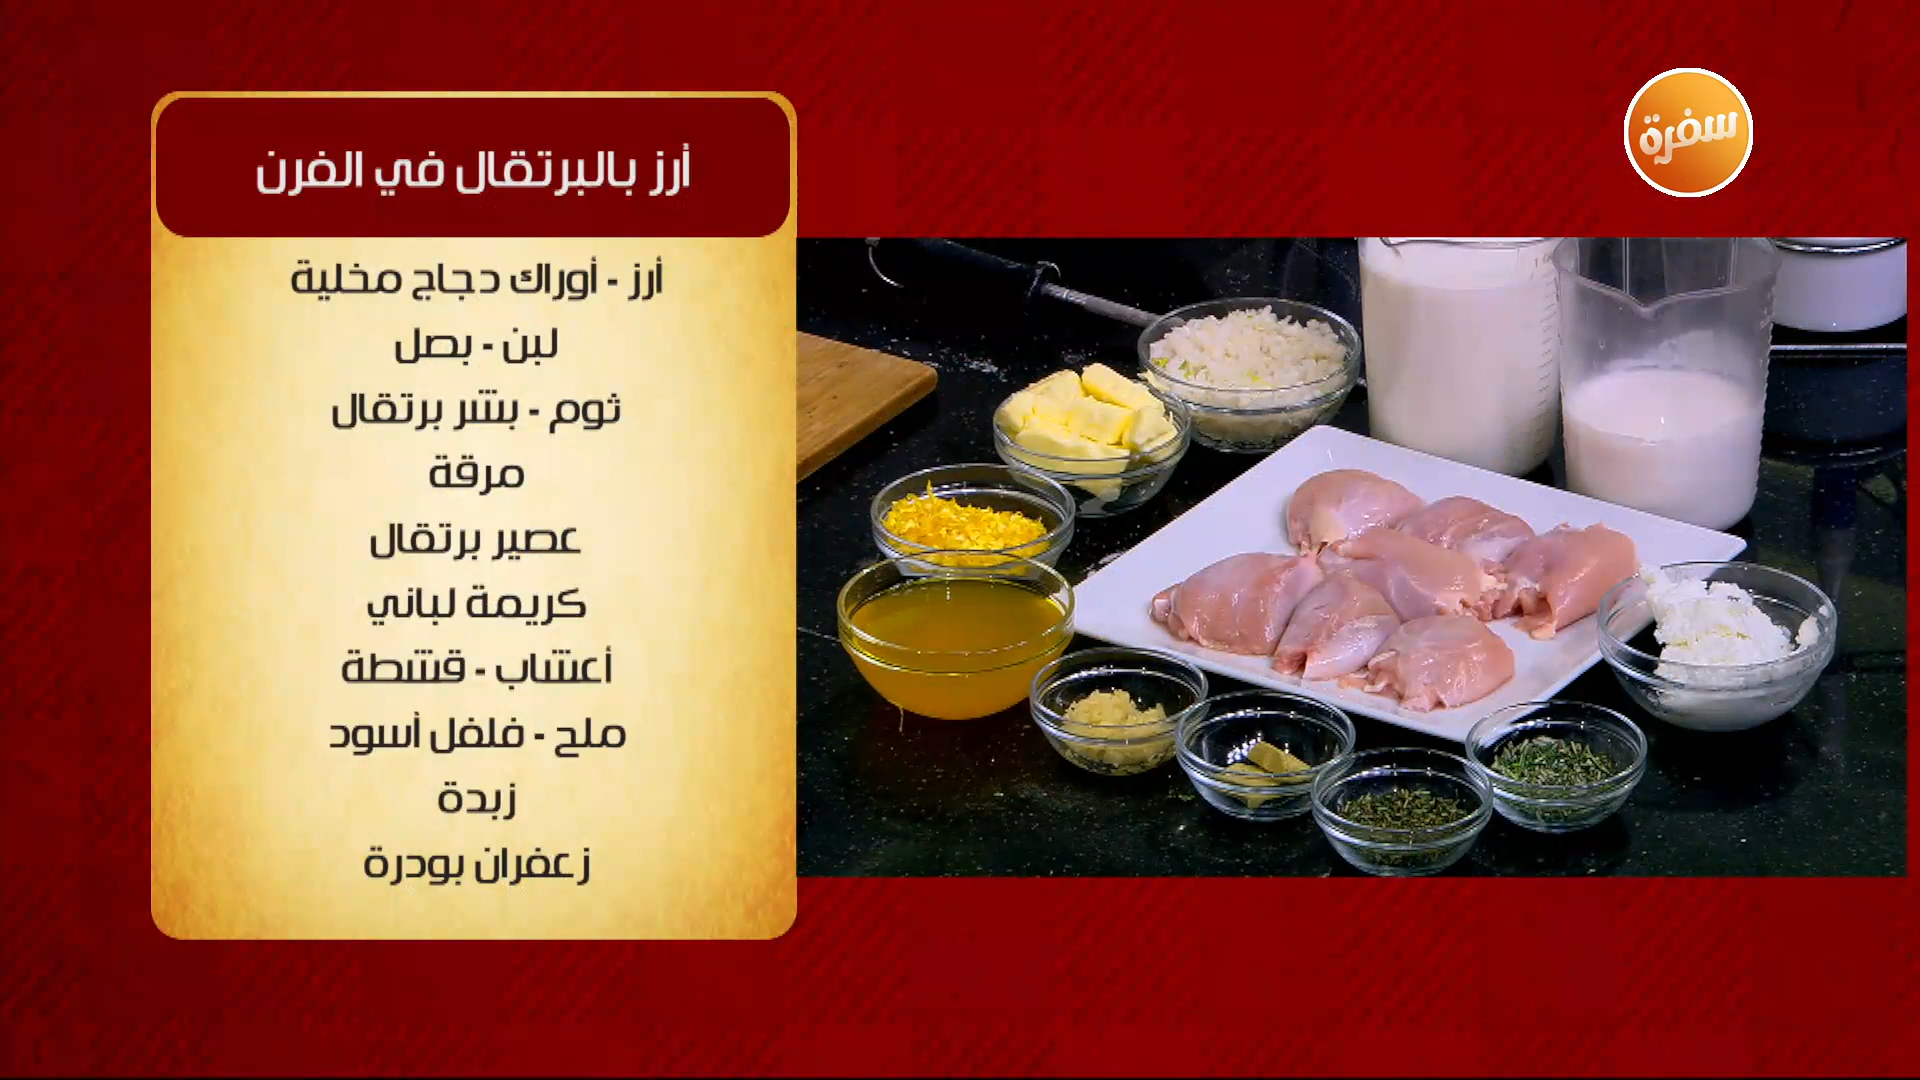 أرز بالبرتقال في الفرن
أرز - أوراك دجاج مخلية
لبن - بصل
ثوم - بشر برتقال
مرقة
عصير برتقال
كريمة لباني
أعشاب - قشطة
ملح - فلفل أسود
زبدة
زعفران بودرة
سفرة